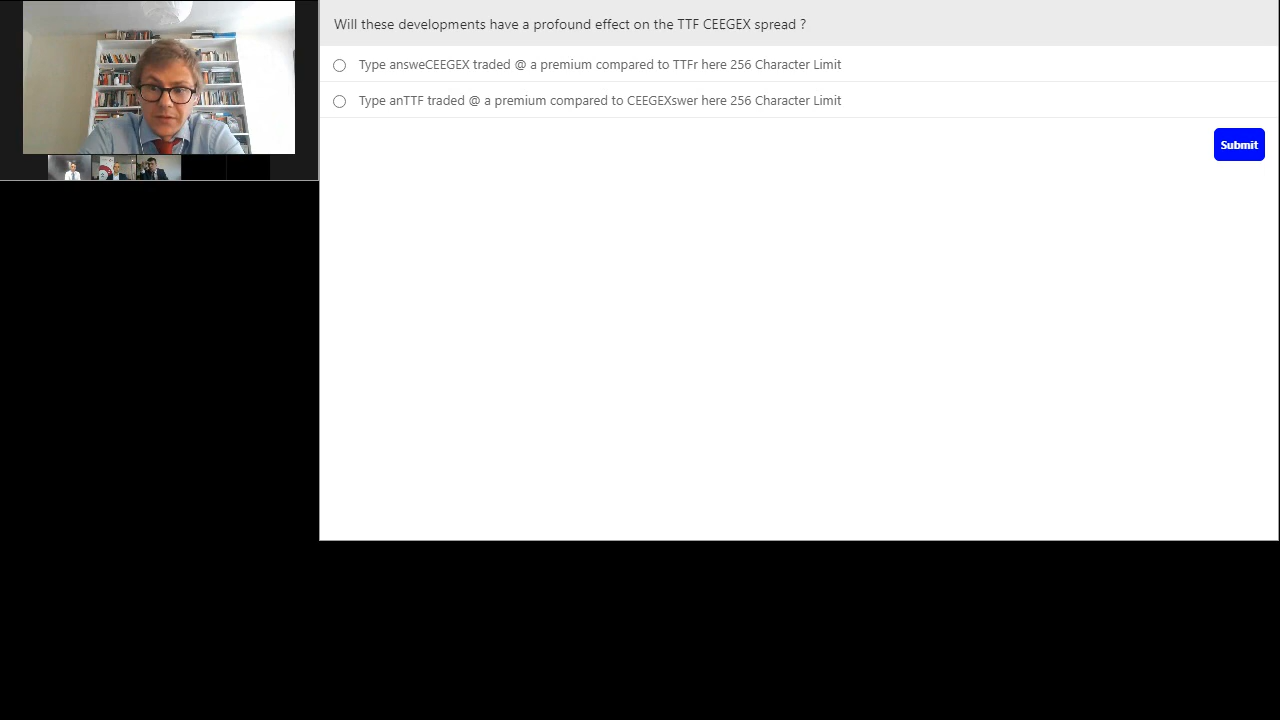 Will these developments have a profound effect on the TTF CEEGEX spread ?
Type answeCEEGEX traded @ a premium compared to TTFr here 256 Character Limit
Type anTTF traded @ a premium compared to CEEGEXswer here 256 Character Limit
Submit